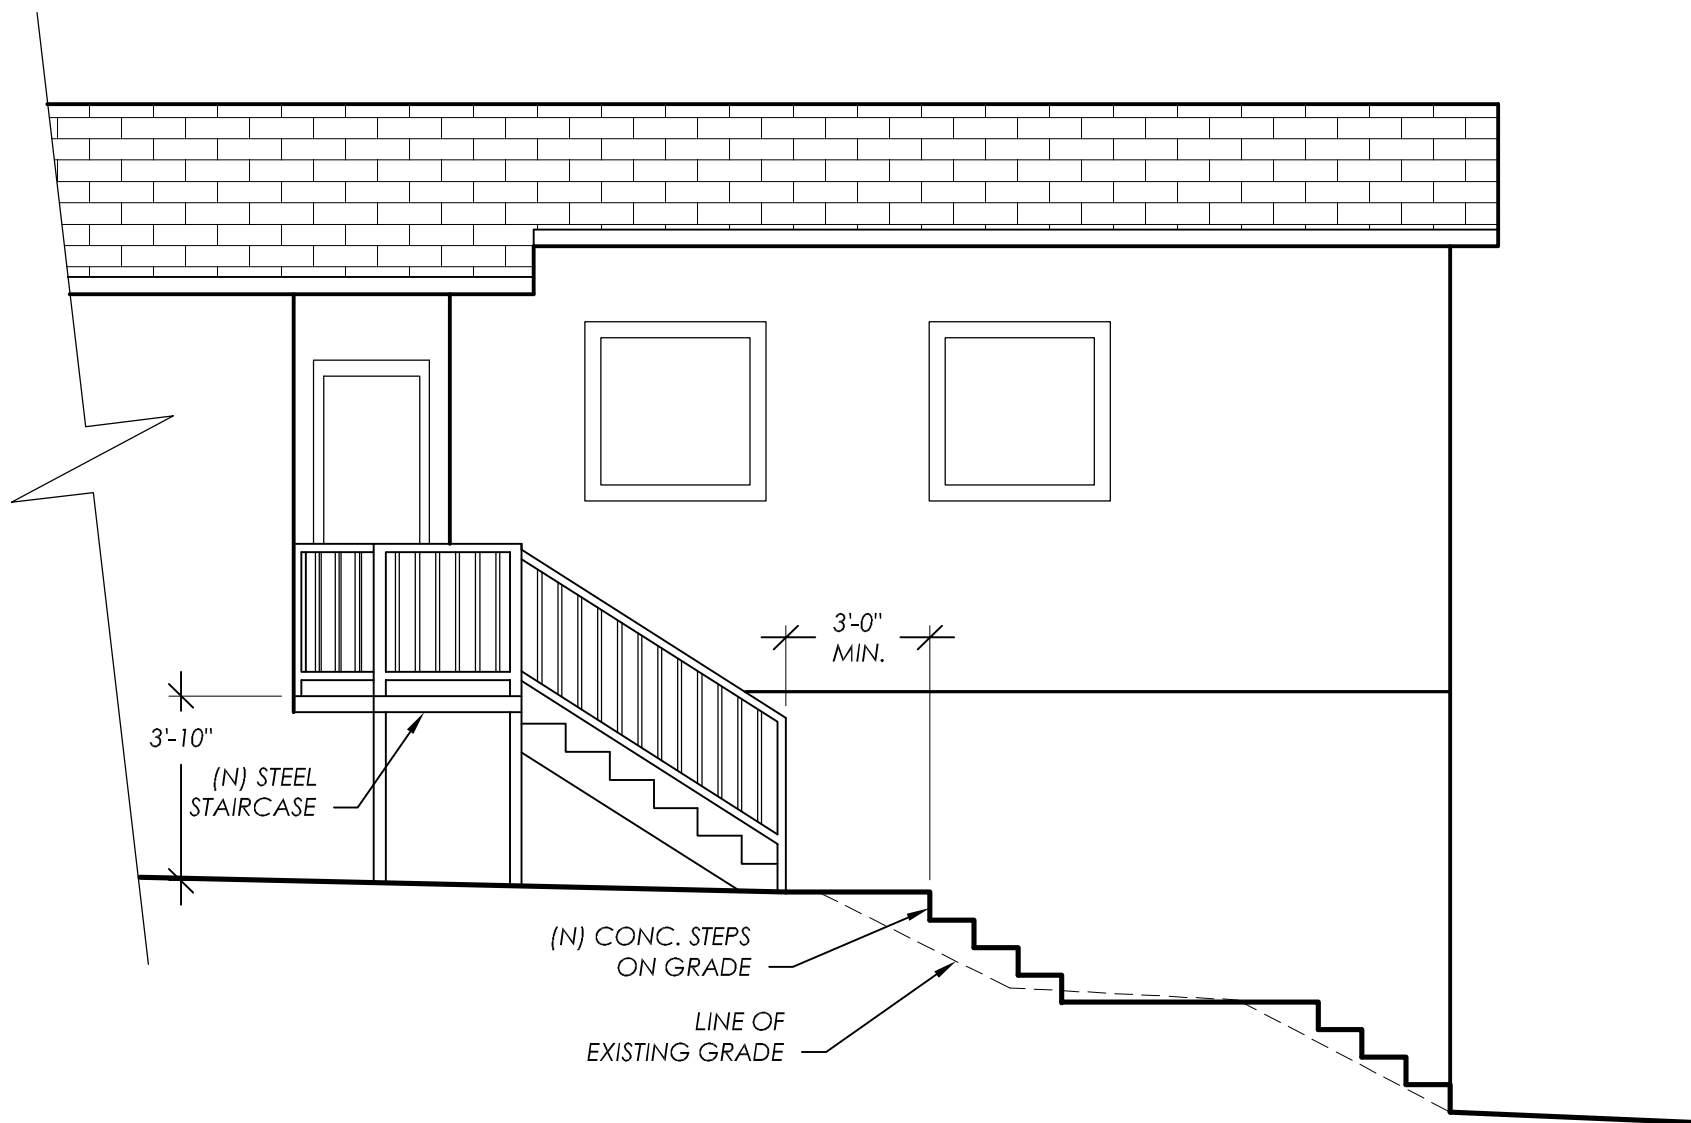 3'-0"
MIN.
3'-10"
(N) STEEL
STAIRCASE
(N) CONC. STEPS
ON GRADE
LINE OF
EXISTING GRADE